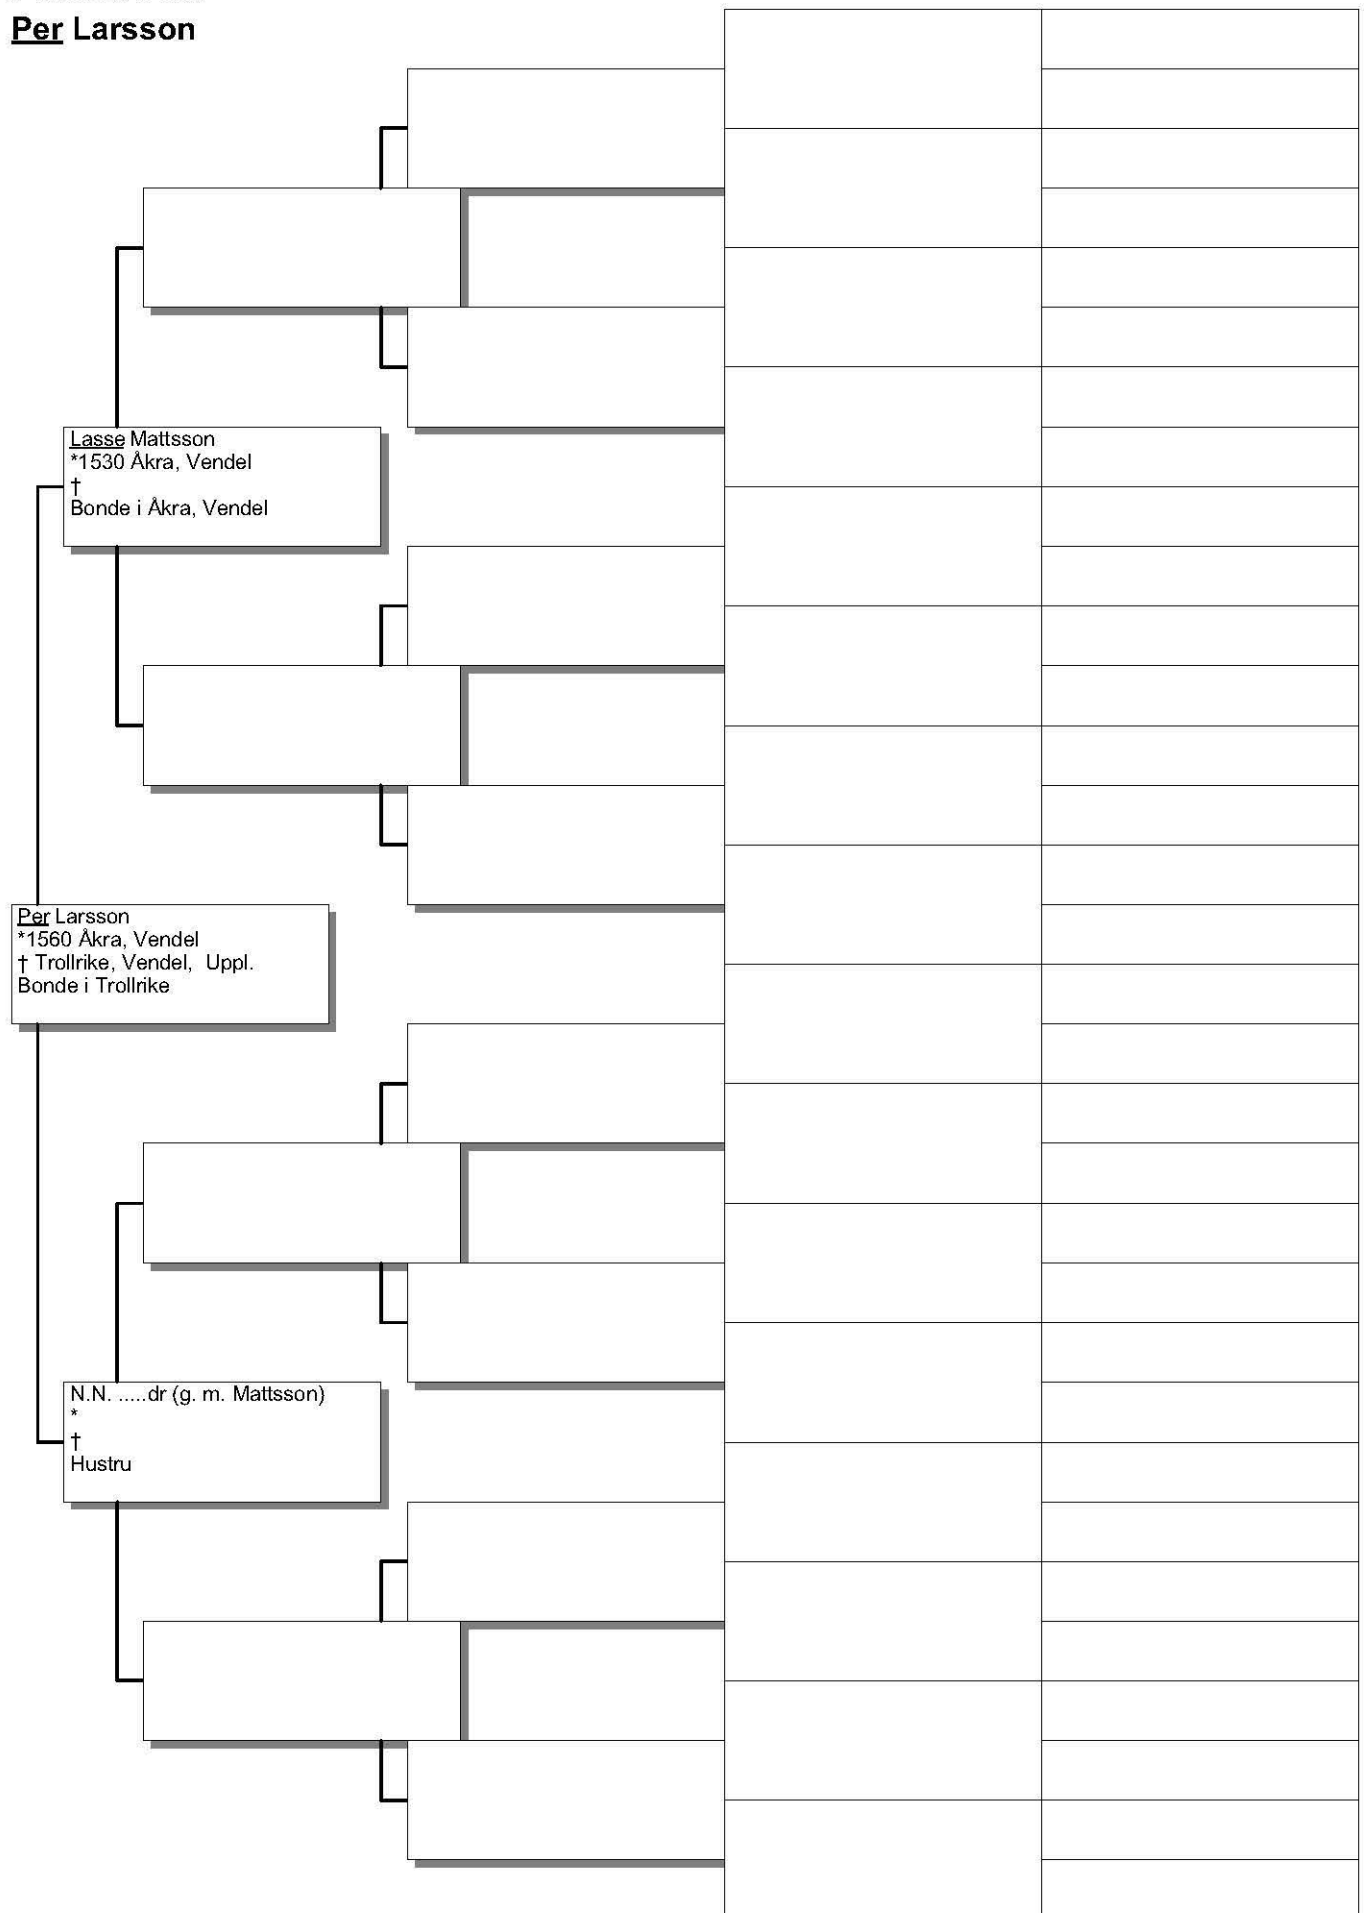 Per Larsson
Lasse Mattsson
*1530 Åkra, Vendel
†
Bonde i Åkra, Vendel
Per Larsson
*1560 Åkra, Vendel
† Trollrike, Vendel, Uppl.
Bonde i Trollrike
N.N. .....dr (g. m. Mattsson)
*
†
Hustru